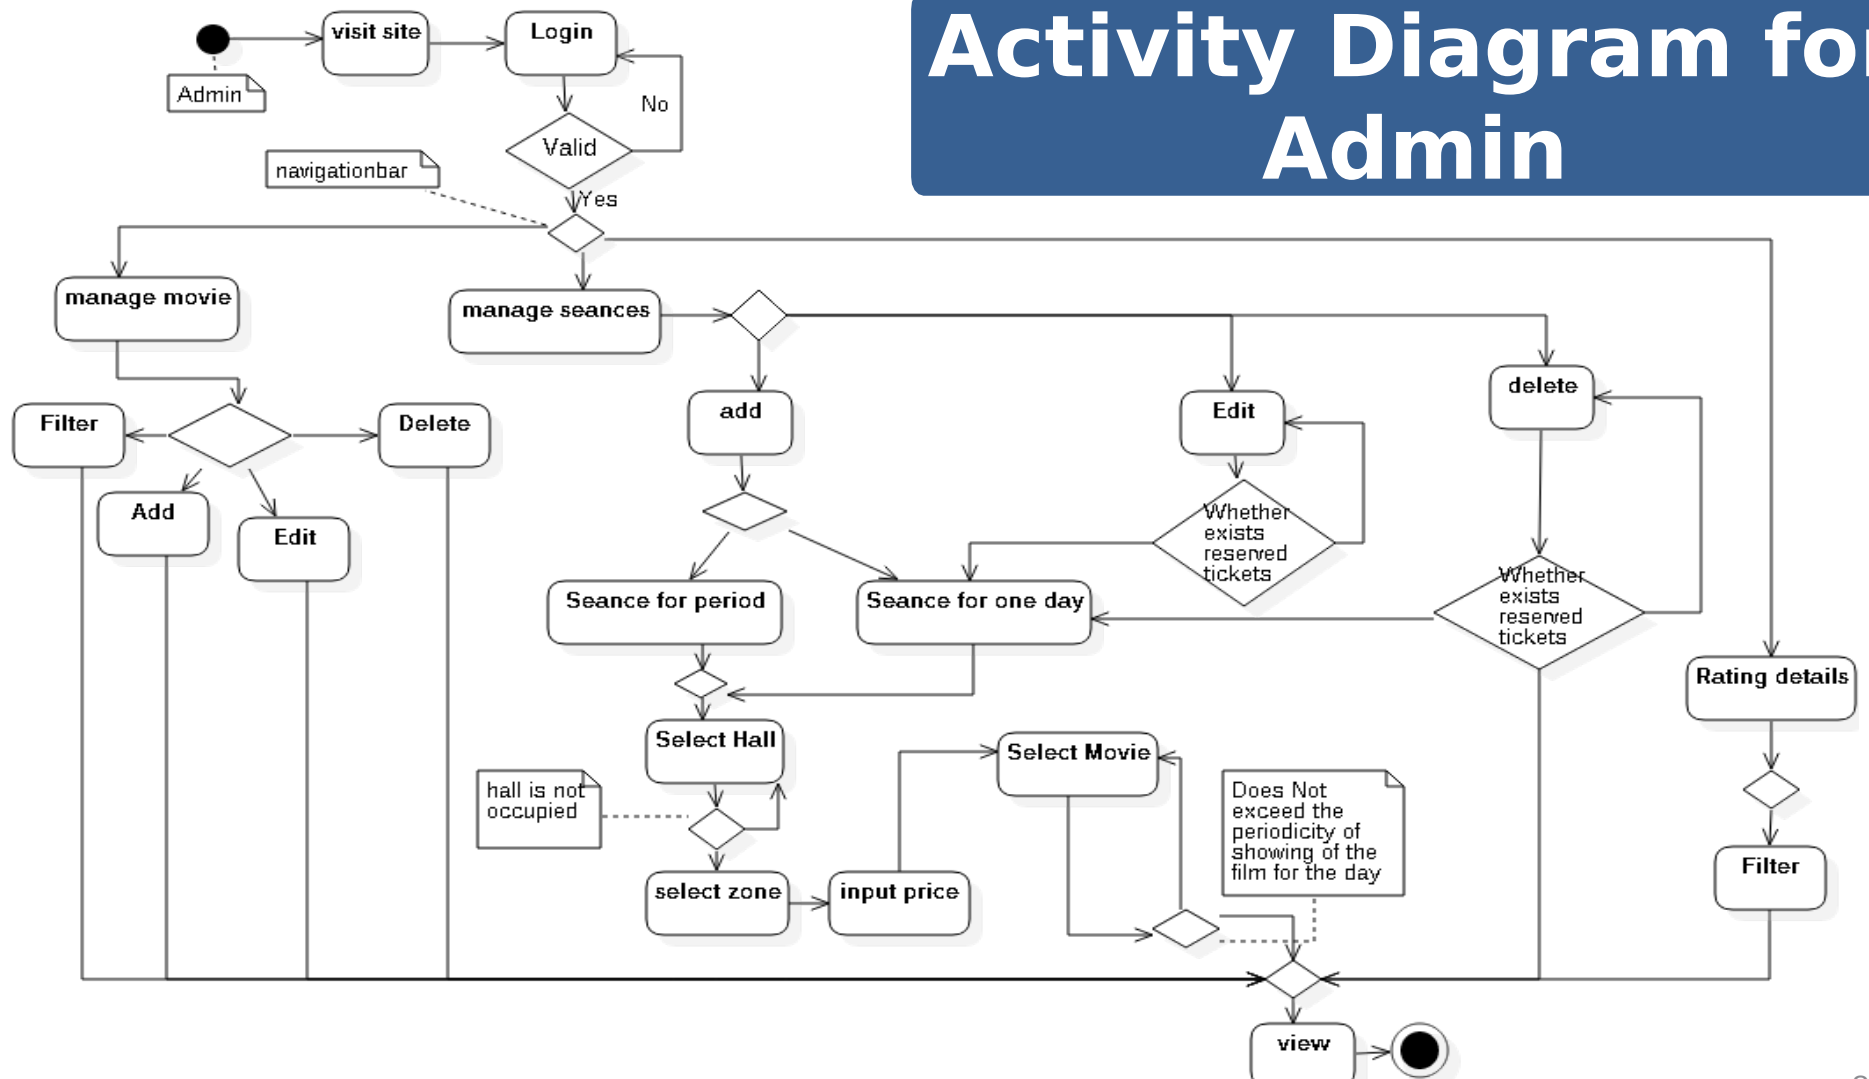 Activity Diagram for
Admin
visit site
Login
Admin
No
Valid
navigationbar
Yes
manage movie
manage seances
Filter
Delete
add
Edit
delete
Add
Edit
Whether
exists
reserved
tickets
Whether
exists
reserved
tickets
Seance for period
Seance for one day
Rating details
Select Hall
Select Movie
hall is not
occupied
Does Not
exceed the
periodicity of
showing of the
film for the day
select zone
input price
Filter
view